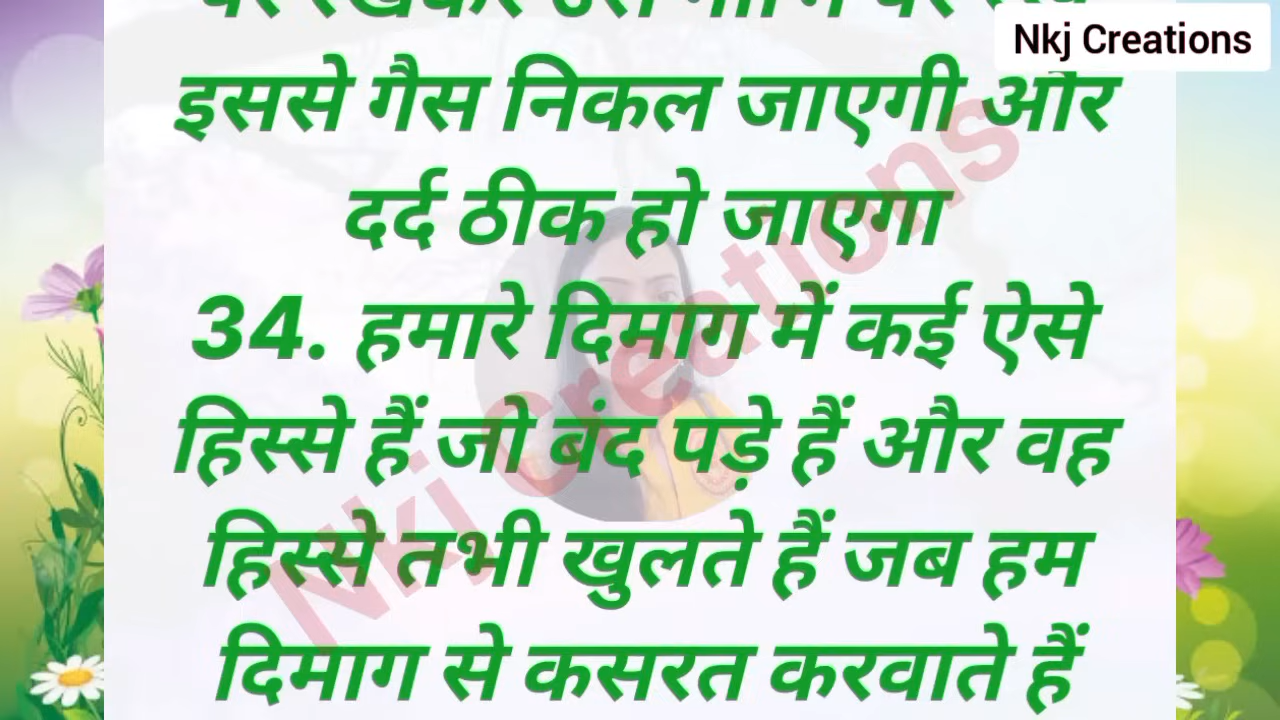 Nkj Creations
इससे गैस निकल जाएगी और
दर्द ठीक हो जाएगा
34. हमारे दिमाग में कई ऐसे
हिस्से हैं जो बंद पड़े हैं और वह
हिस्से तभी खुलते हैं जब हम
दिमाग से कसरत करवाते हैं
Nkj Creations